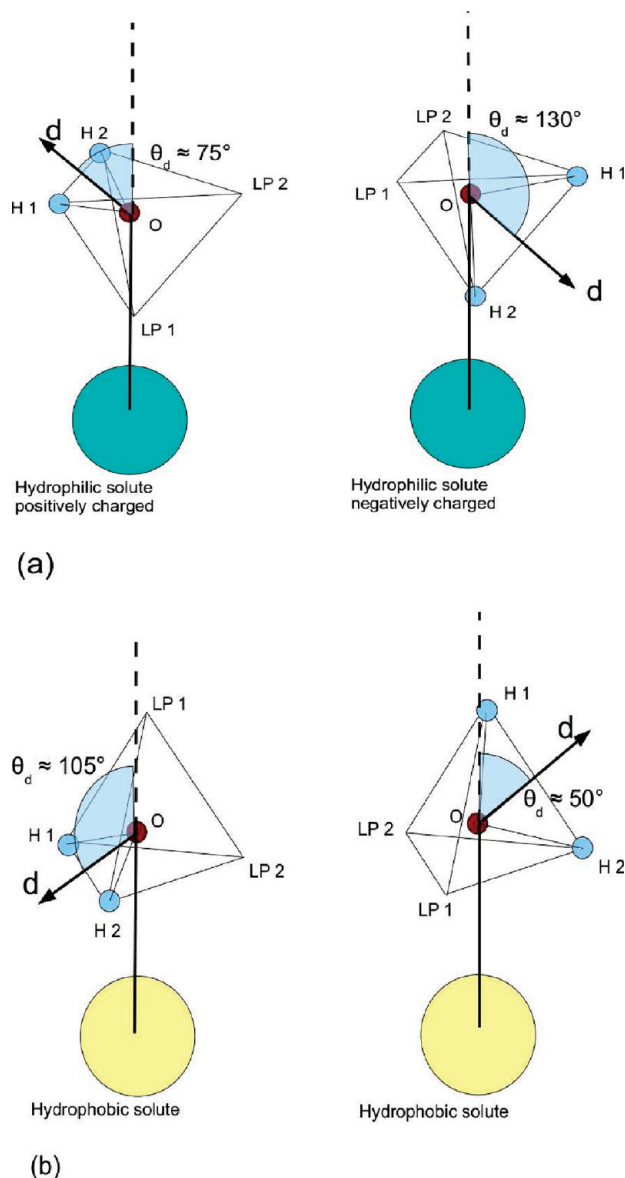 d
H 2
θd ≈ 75°
LP 2
H 1
O
LP 1
Hydrophilic solute
positively charged
LP 2
θd ≈ 130°
LP 1
H 1
O
d
H 2
Hydrophilic solute
negatively charged
(a)
LP 1
θd ≈ 105°
H 1
O
d
LP 2
H 2
Hydrophobic solute
H 1
d
O
θd ≈ 50°
LP 2
H 2
LP 1
Hydrophobic solute
(b)